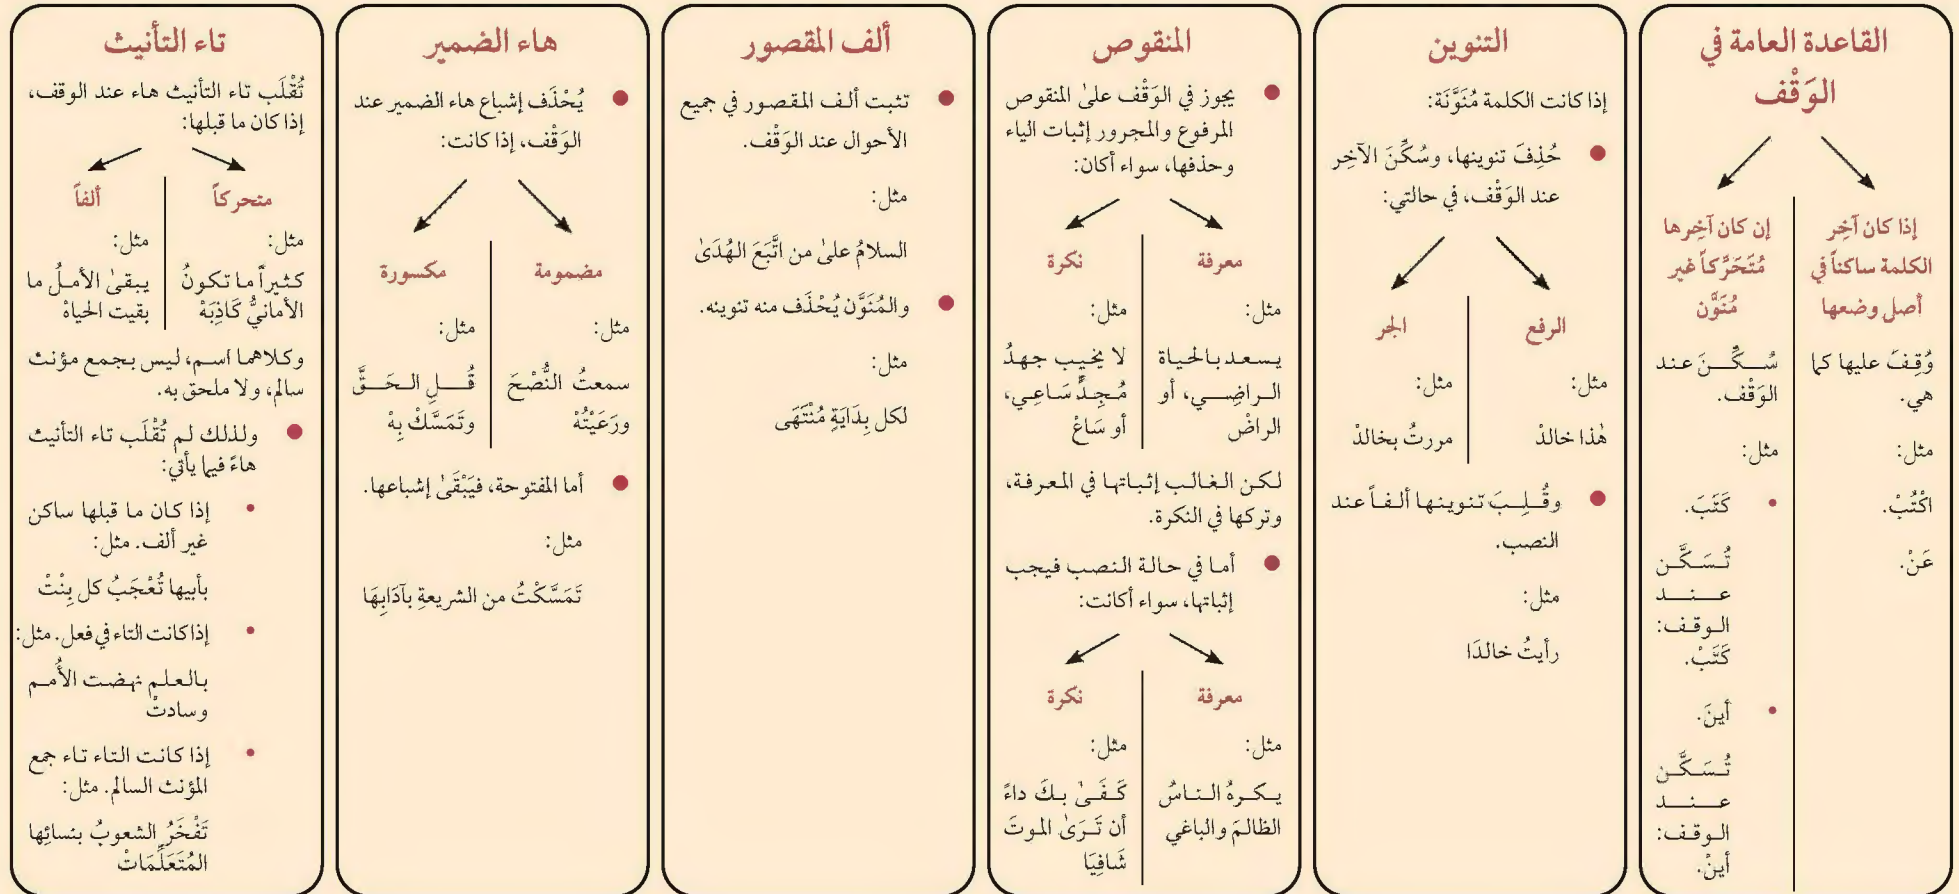 القاعدة العامة في
الوَقْف
إذا كان آخِر
الكلمة ساكناً في
أصل وضعها
وُقِفَ عليها كما
هي.
مثل:
اكْتُبْ.
عَنْ.
إن كان آخِرها
مُتَحَرِّكاً غير
مُنَوَّن
سُكِّنَ عند
الوَقْف.
مثل:
• كَتَبَ.
تُسَكَّن
عند
الوقف:
كَتَبْ.
• أينَ.
تُسَكَّن
عند
الوقف:
أينْ.
التنوين
إذا كانت الكلمة مُنَوَّنَة:
● حُذِفَ تنوينها، وسُكِّنَ الآخِر
عند الوَقْف، في حالتي:
الرفع
مثل:
هٰذا خالدْ
الجر
مثل:
مررتُ بخالدْ
● وقُلِبَ تنوينها ألفاً عند
النصب.
مثل:
رأيتُ خالدَا
المنقوص
● يجوز في الوَقْف علىٰ المنقوص
المرفوع والمجرور إثبات الياء
وحذفها، سواء أكان:
معرفة
مثل:
يسعد بالحياة
الراضِي، أو
الراضْ
نكرة
مثل:
لا يخيب جهدُ
مُجِدٍّ سَاعِي،
أو سَاعْ
لكن الغالب إثباتها في المعرفة،
وتركها في النكرة.
● أما في حالة النصب فيجب
إثباتها، سواء أكانت:
معرفة
مثل:
يكرهُ الناسُ
الظالمَ والباغي
نكرة
مثل:
كَفَىٰ بكَ داءً
أن تَرَىٰ الموتَ
شَافِيَا
ألف المقصور
● تثبت ألف المقصور في جميع
الأحوال عند الوَقْف.
مثل:
السلامُ علىٰ من اتَّبَعَ الهُدَىٰ
● والمُنَوَّن يُحْذَف منه تنوينه.
مثل:
لكل بِدَايَةٍ مُنْتَهَى
هاء الضمير
● يُحْذَف إشباع هاء الضمير عند
الوَقْف، إذا كانت:
مضمومة
مثل:
سمعتُ النُّصْحَ
ورَعَيْتُهْ
مكسورة
مثل:
قُلِ الحَقَّ
وتَمَسَّكْ بِهْ
● أما المفتوحة، فيَبْقَىٰ إشباعها.
مثل:
تَمَسَّكْتُ من الشريعةِ بآدَابِهَا
تاء التأنيث
تُقْلَب تاء التأنيث هاء عند الوقف،
إذا كان ما قبلها:
متحركاً
مثل:
كثيراً ما تكونُ
الأمانيُّ كَاذِبَهْ
ألفاً
مثل:
يبقىٰ الأملُ ما
بقيت الحياهْ
وكلاهما اسم، ليس بجمع مؤنث
سالم، ولا ملحق به.
● ولذلك لم تُقْلَب تاء التأنيث
هاءً فيما يأتي:
• إذا كان ما قبلها ساكن
غير ألف. مثل:
بأبيها تُعْجَبُ كل بِنْتْ
• إذا كانت التاء في فعل. مثل:
بالعلم نهضت الأُمم
وسادتْ
• إذا كانت التاء تاء جمع
المؤنث السالم. مثل:
تَفْخَرُ الشعوبُ بنسائِها
المُتَعَلِّمَاتْ